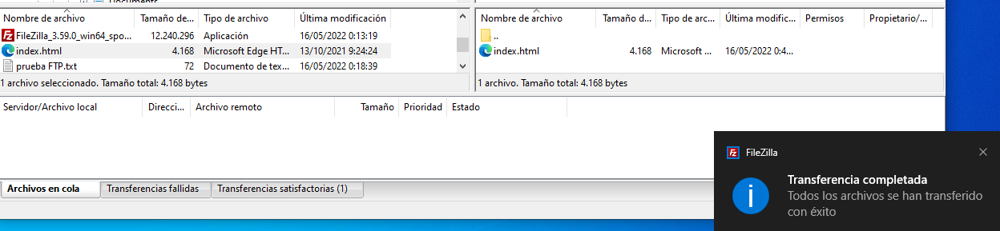 Documents
Nombre de archivo Tamaño de... Tipo de archivo Última modificación
FileZilla_3.59.0_win64_spo... 12.240.296 Aplicación 16/05/2022 0:13:19
index.html 4.168 Microsoft Edge HT... 13/10/2021 9:24:24
prueba FTP.txt 72 Documento de tex... 16/05/2022 0:18:39
1 archivo seleccionado. Tamaño total: 4.168 bytes
Nombre de archivo Tamaño d... Tipo de arc... Última modific... Permisos Propietario/...
..
index.html 4.168 Microsoft ... 16/05/2022 0:4...
1 archivo. Tamaño total: 4.168 bytes
Servidor/Archivo local Direcci... Archivo remoto Tamaño Prioridad Estado
Archivos en cola Transferencias fallidas Transferencias satisfactorias (1)
FileZilla
Transferencia completada
Todos los archivos se han transferido
con éxito